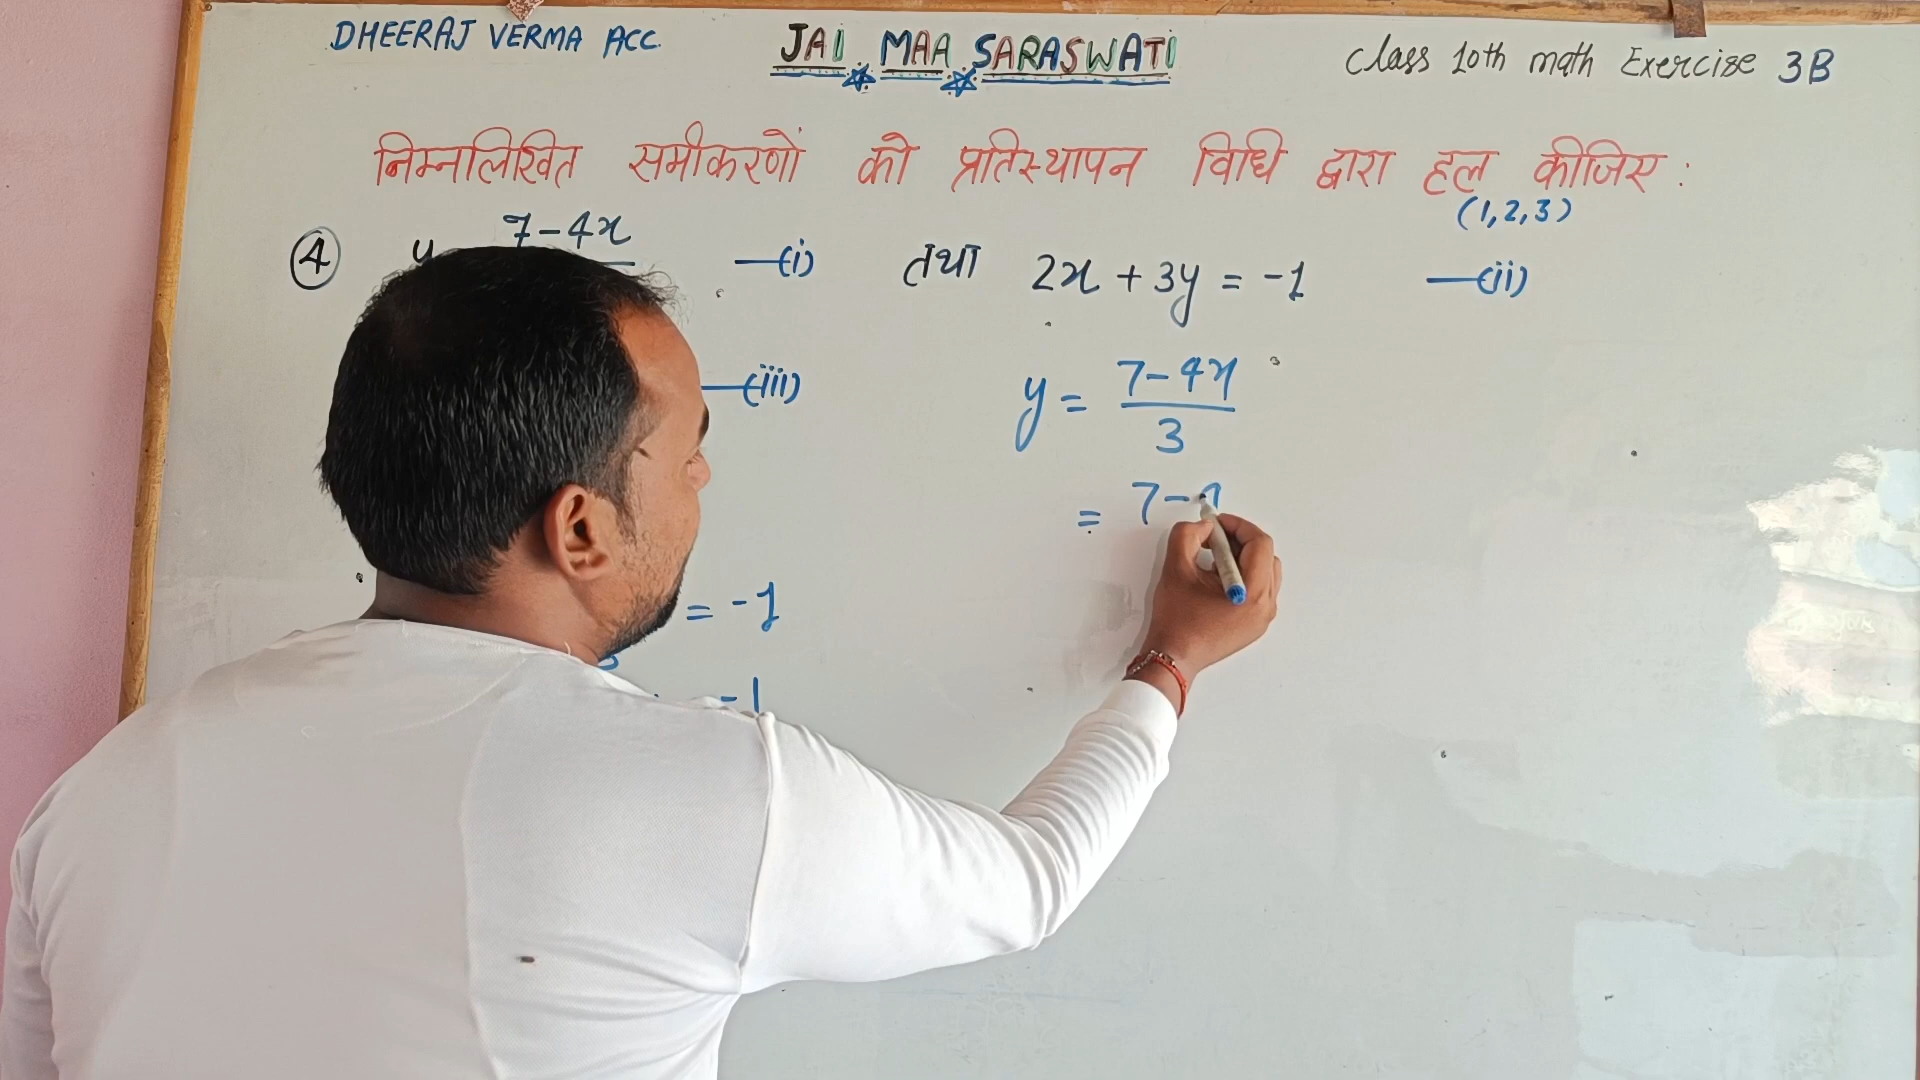 DHEERAJ VERMA ACC.
JAI MAA SARASWATI
Class 10th math Exercise 3B
निम्नलिखित समीकरणों को प्रतिस्थापन विधि द्वारा हल कीजिए :
(1,2,3)
④ y 7-4x —(i) तथा 2x + 3y = -1 —(ii)
—(iii)
y = 7-4x
3
= 7-
= -1
-1